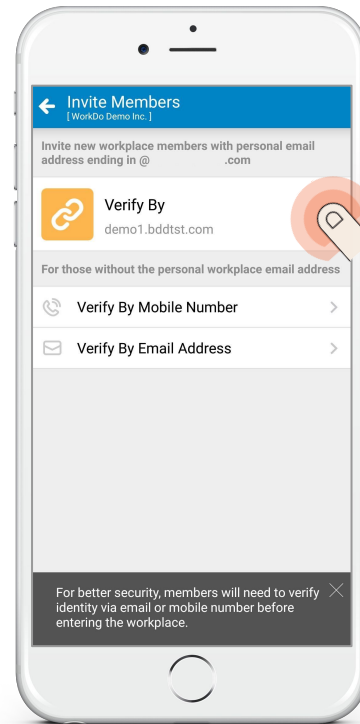 Invite Members
[ WorkDo Demo Inc. ]
Invite new workplace members with personal email
address ending in @ .com
Verify By
demo1.bddtst.com
For those without the personal workplace email address
Verify By Mobile Number
Verify By Email Address
For better security, members will need to verify
identity via email or mobile number before
entering the workplace.